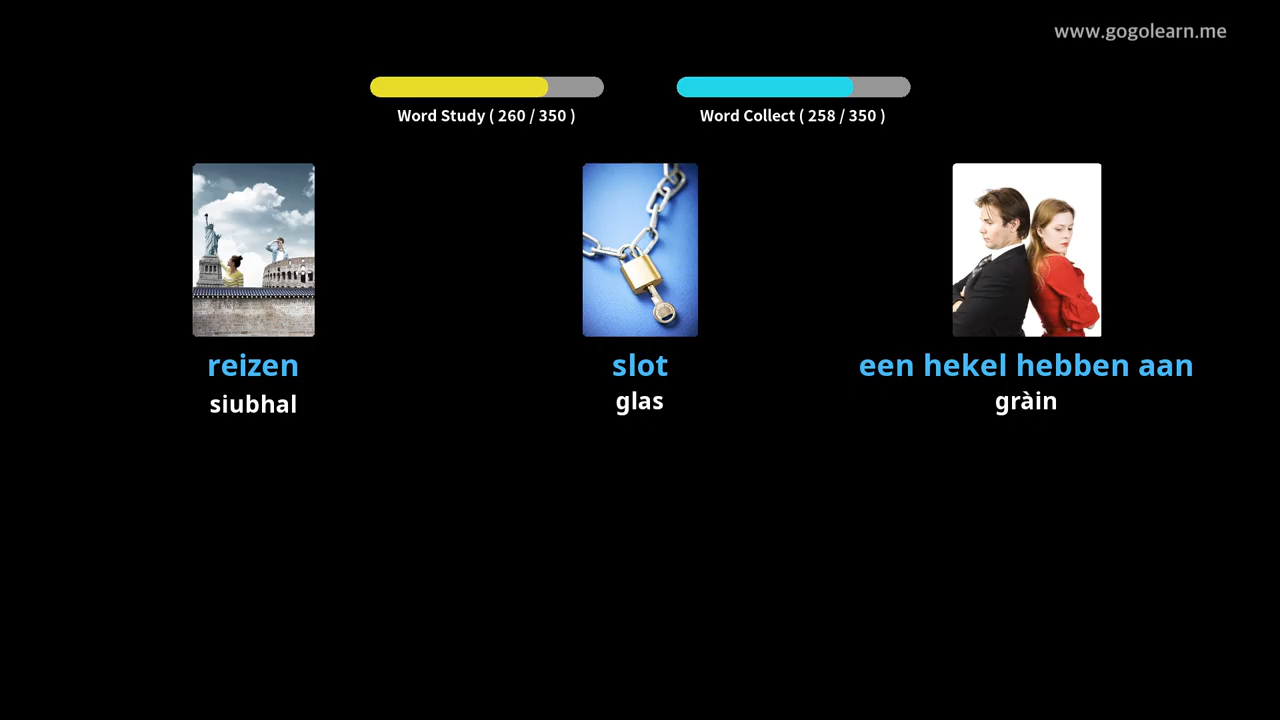 www.gogolearn.me
Word Study ( 260 / 350 )
Word Collect ( 258 / 350 )
reizen
siubhal
slot
glas
een hekel hebben aan
gràin